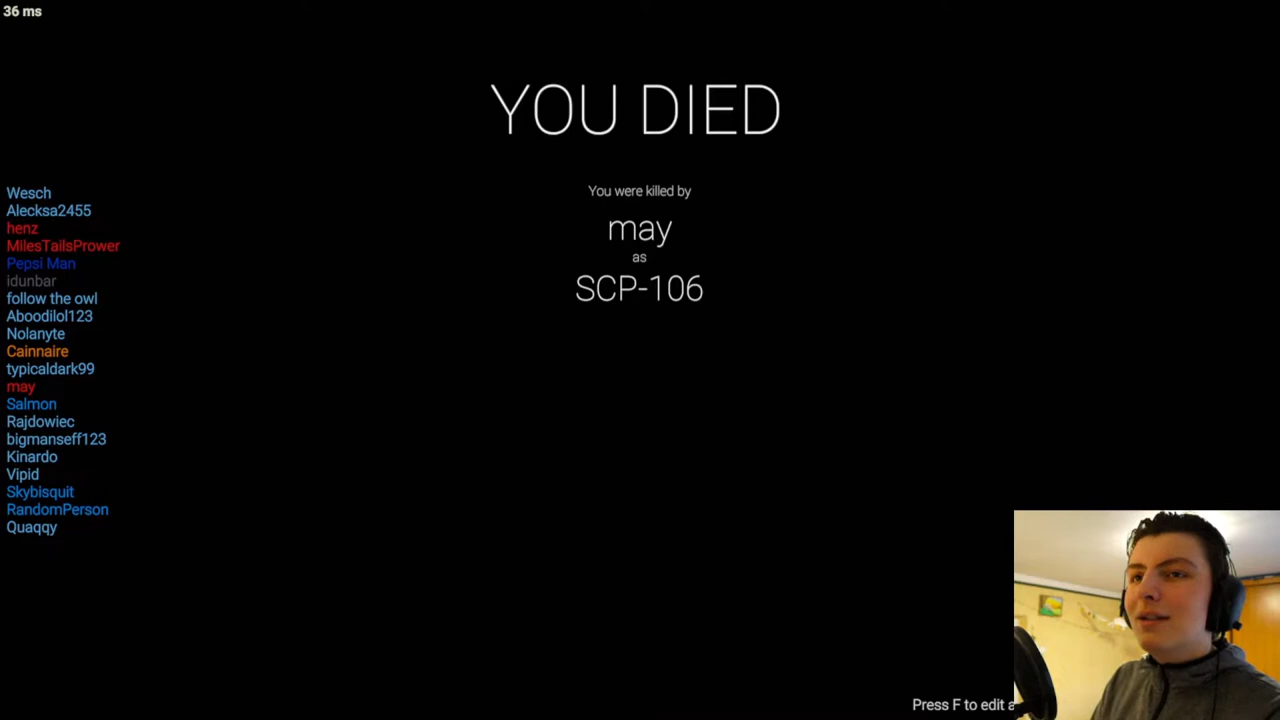 36 ms
YOU DIED
You were killed by
may
as
SCP-106
Wesch
Alecksa2455
henz
MilesTailsPrower
Pepsi Man
idunbar
follow the owl
Aboodilol123
Nolanyte
Cainnaire
typicaldark99
may
Salmon
Rajdowiec
bigmanseff123
Kinardo
Vipid
Skybisquit
RandomPerson
Quaqqy
Press F to edit a